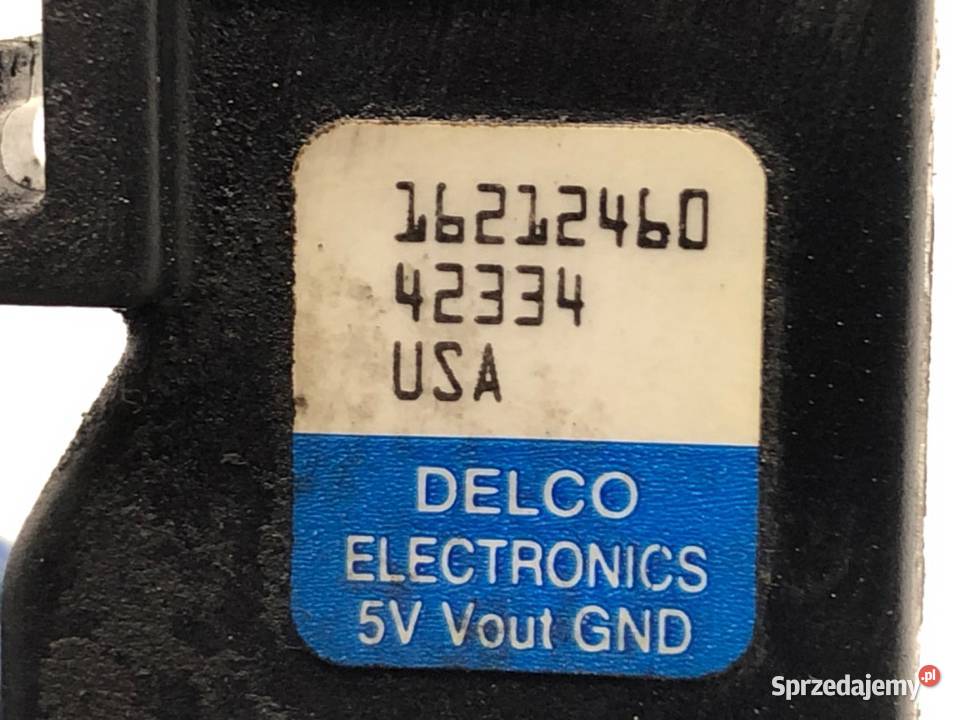 16212460
42334
USA
DELCO
ELECTRONICS
5V Vout GND
Sprzedajemy.pl